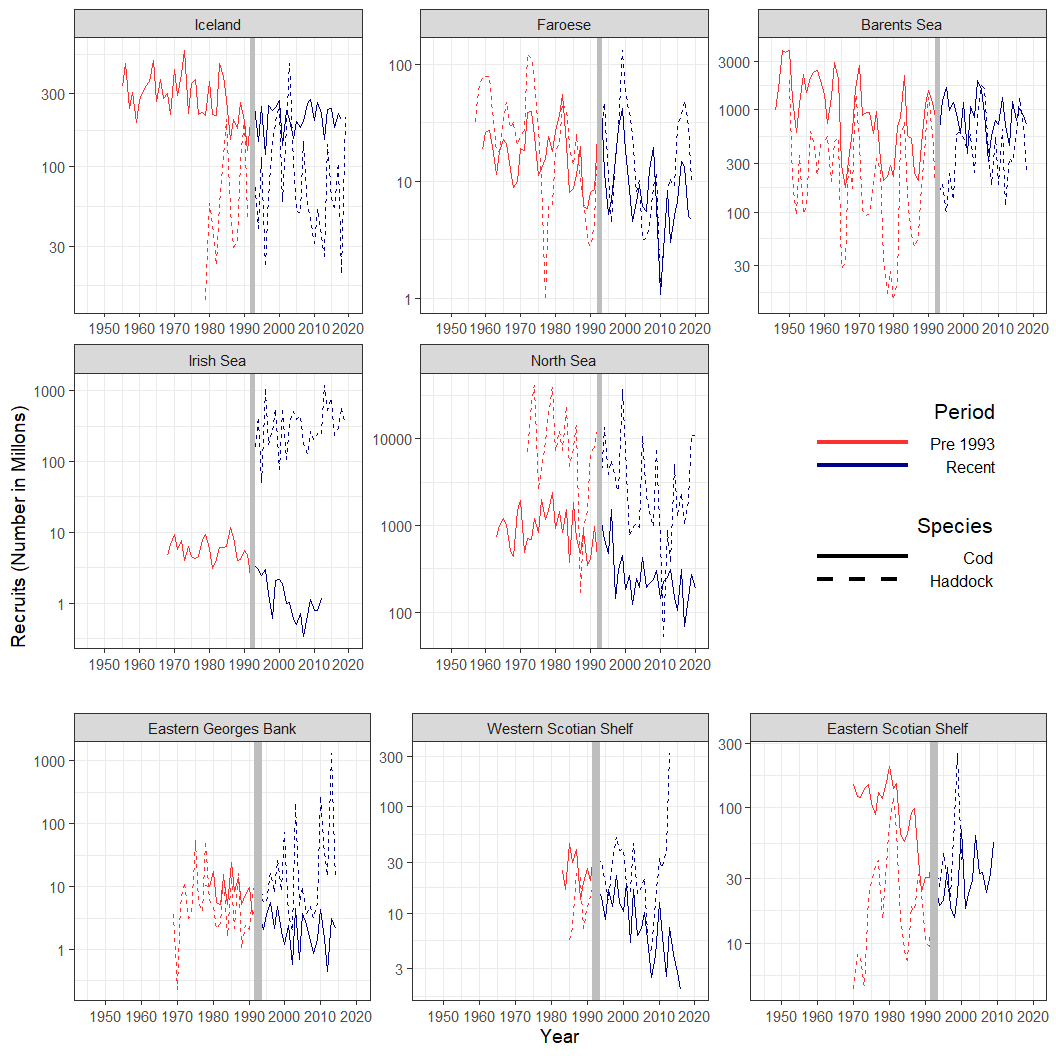 Iceland
Faroese
Barents Sea
300
100
30
100
10
1
3000
1000
300
100
30
1950 1960 1970 1980 1990 2000 2010 2020
1950 1960 1970 1980 1990 2000 2010 2020
1950 1960 1970 1980 1990 2000 2010 2020
Irish Sea
North Sea
Recruits (Number in Millons)
1000
100
10
1
10000
1000
100
1950 1960 1970 1980 1990 2000 2010 2020
1950 1960 1970 1980 1990 2000 2010 2020
Period
Pre 1993
Recent
Species
Cod
Haddock
Eastern Georges Bank
Western Scotian Shelf
Eastern Scotian Shelf
1000
100
10
1
300
100
30
10
3
300
100
30
10
1950 1960 1970 1980 1990 2000 2010 2020
1950 1960 1970 1980 1990 2000 2010 2020
1950 1960 1970 1980 1990 2000 2010 2020
Year